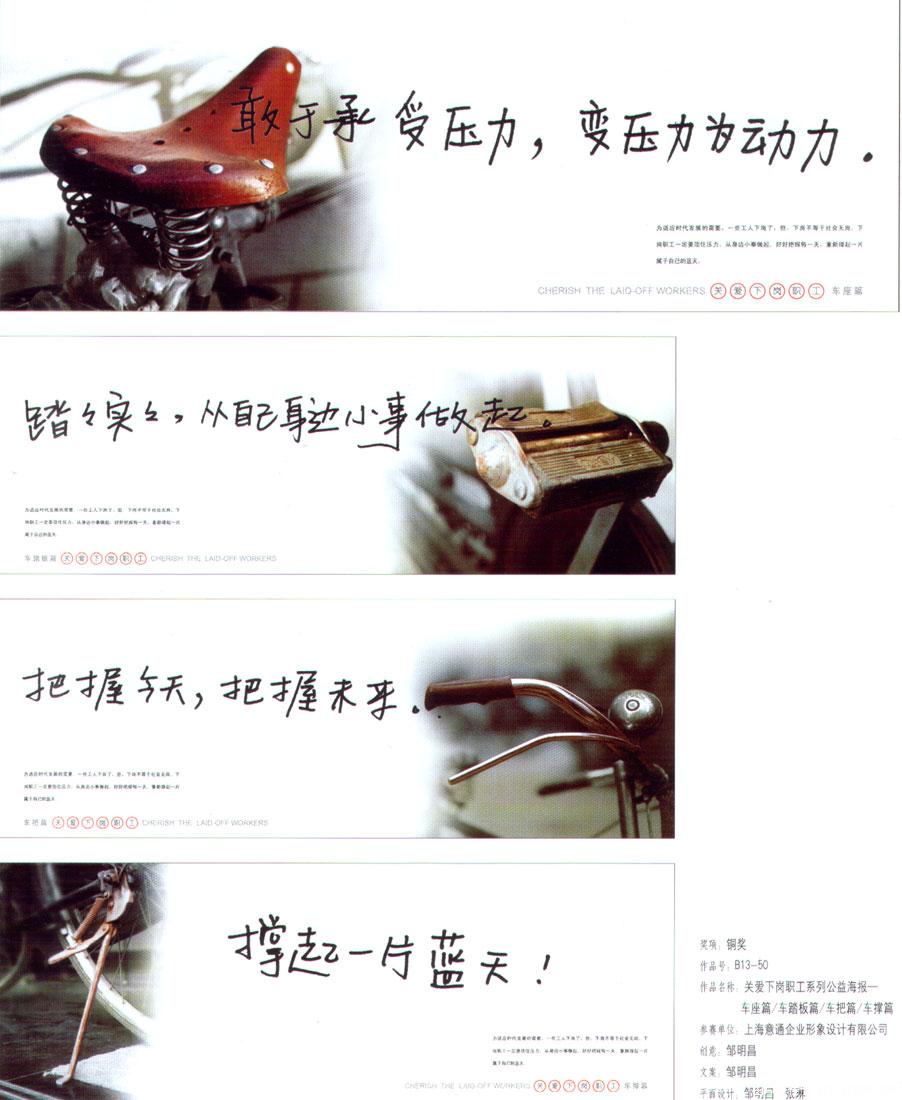 敢于承受压力，变压力为动力.
为适应时代发展的需要，一些工人下岗了，但，下岗不等于社会无岗，下
岗职工一定要顶住压力，从身边小事做起，好好把握每一天，重新撑起一片
属于自己的蓝天。
CHERISH THE LAID-OFF WORKERS 关爱下岗职工 车座篇
踏々实々，从自己身边小事做起.
为适应时代发展的需要，一些工人下岗了，但，下岗不等于社会无岗，下
岗职工一定要顶住压力，从身边小事做起，好好把握每一天，重新撑起一片
属于自己的蓝天。
车踏板篇 关爱下岗职工 CHERISH THE LAID-OFF WORKERS
把握今天，把握未来.
为适应时代发展的需要，一些工人下岗了，但，下岗不等于社会无岗，下
岗职工一定要顶住压力，从身边小事做起，好好把握每一天，重新撑起一片
属于自己的蓝天。
车把篇 关爱下岗职工 CHERISH THE LAID-OFF WORKERS
撑起一片蓝天！
为适应时代发展的需要，一些工人下岗了，但，下岗不等于社会无岗，下
岗职工一定要顶住压力，从身边小事做起，好好把握每一天，重新撑起一片
属于自己的蓝天。
CHERISH THE LAID-OFF WORKERS 关爱下岗职工 车撑篇
奖项：铜奖
作品号：B13-50
作品名称：关爱下岗职工系列公益海报—
车座篇/车踏板篇/车把篇/车撑篇
参赛单位：上海意通企业形象设计有限公司
创意：邹明昌
文案：邹明昌
平面设计：邹明昌 张琳